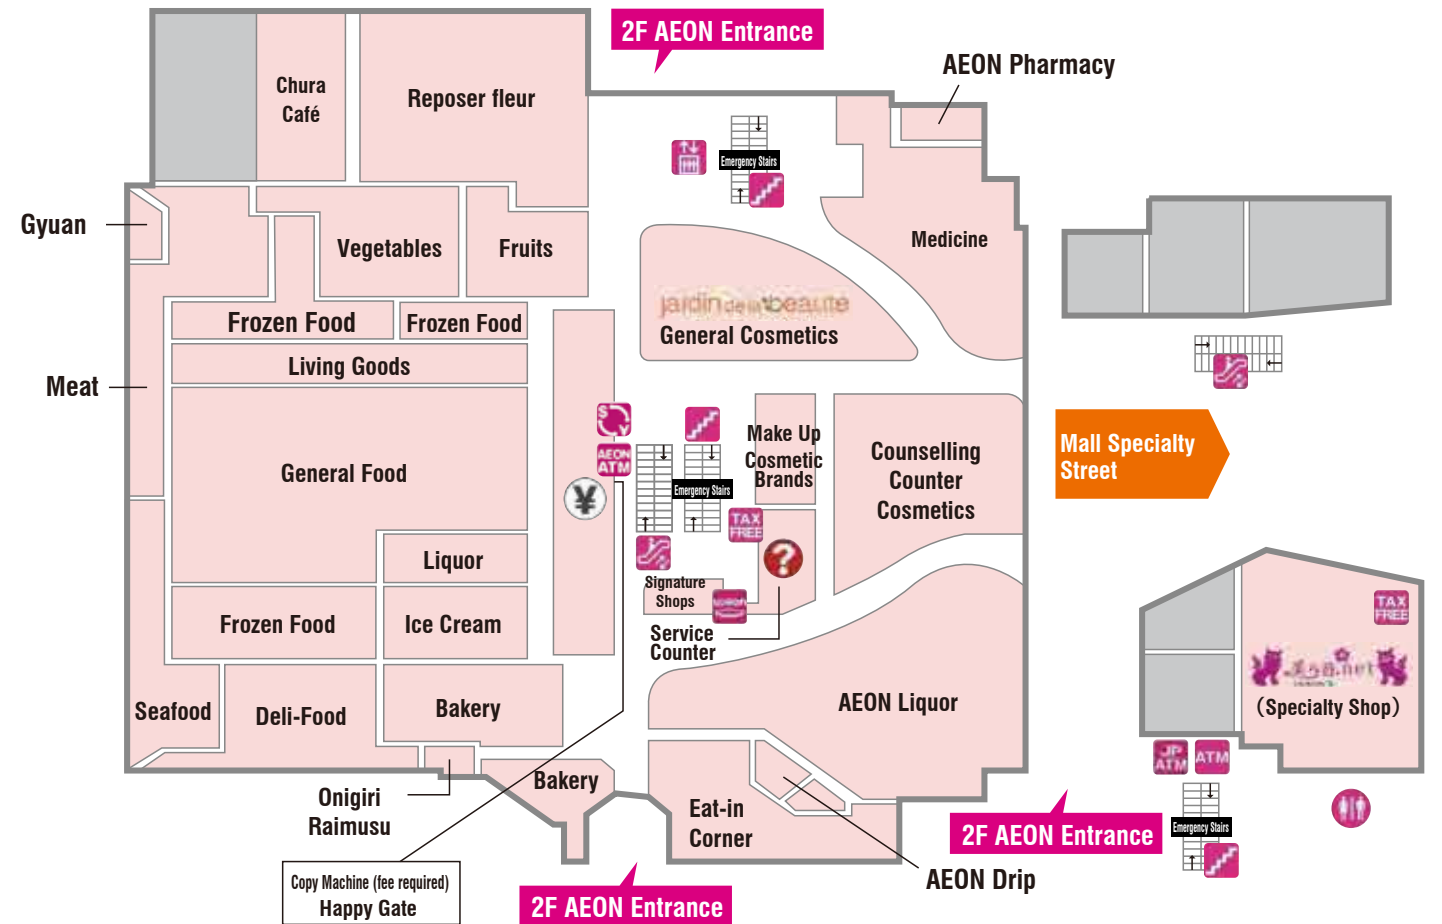 2F AEON Entrance
AEON Pharmacy
Chura
Café
Reposer fleur
Emergency Stairs
Gyuan
Vegetables
Fruits
Medicine
jardin de la beauté
General Cosmetics
Frozen Food
Frozen Food
Living Goods
Meat
General Food
S
Y
AEON
ATM
¥
Emergency Stairs
Make Up
Cosmetic
Brands
Counselling
Counter
Cosmetics
Mall Specialty
Street
TAX
FREE
?
Liquor
Signature
Shops
Service
Counter
Frozen Food
Ice Cream
TAX
FREE
.net
(Specialty Shop)
Seafood
Deli-Food
Bakery
AEON Liquor
JP
ATM
ATM
Emergency Stairs
Onigiri
Raimusu
Bakery
Eat-in
Corner
2F AEON Entrance
AEON Drip
Copy Machine (fee required)
Happy Gate
2F AEON Entrance